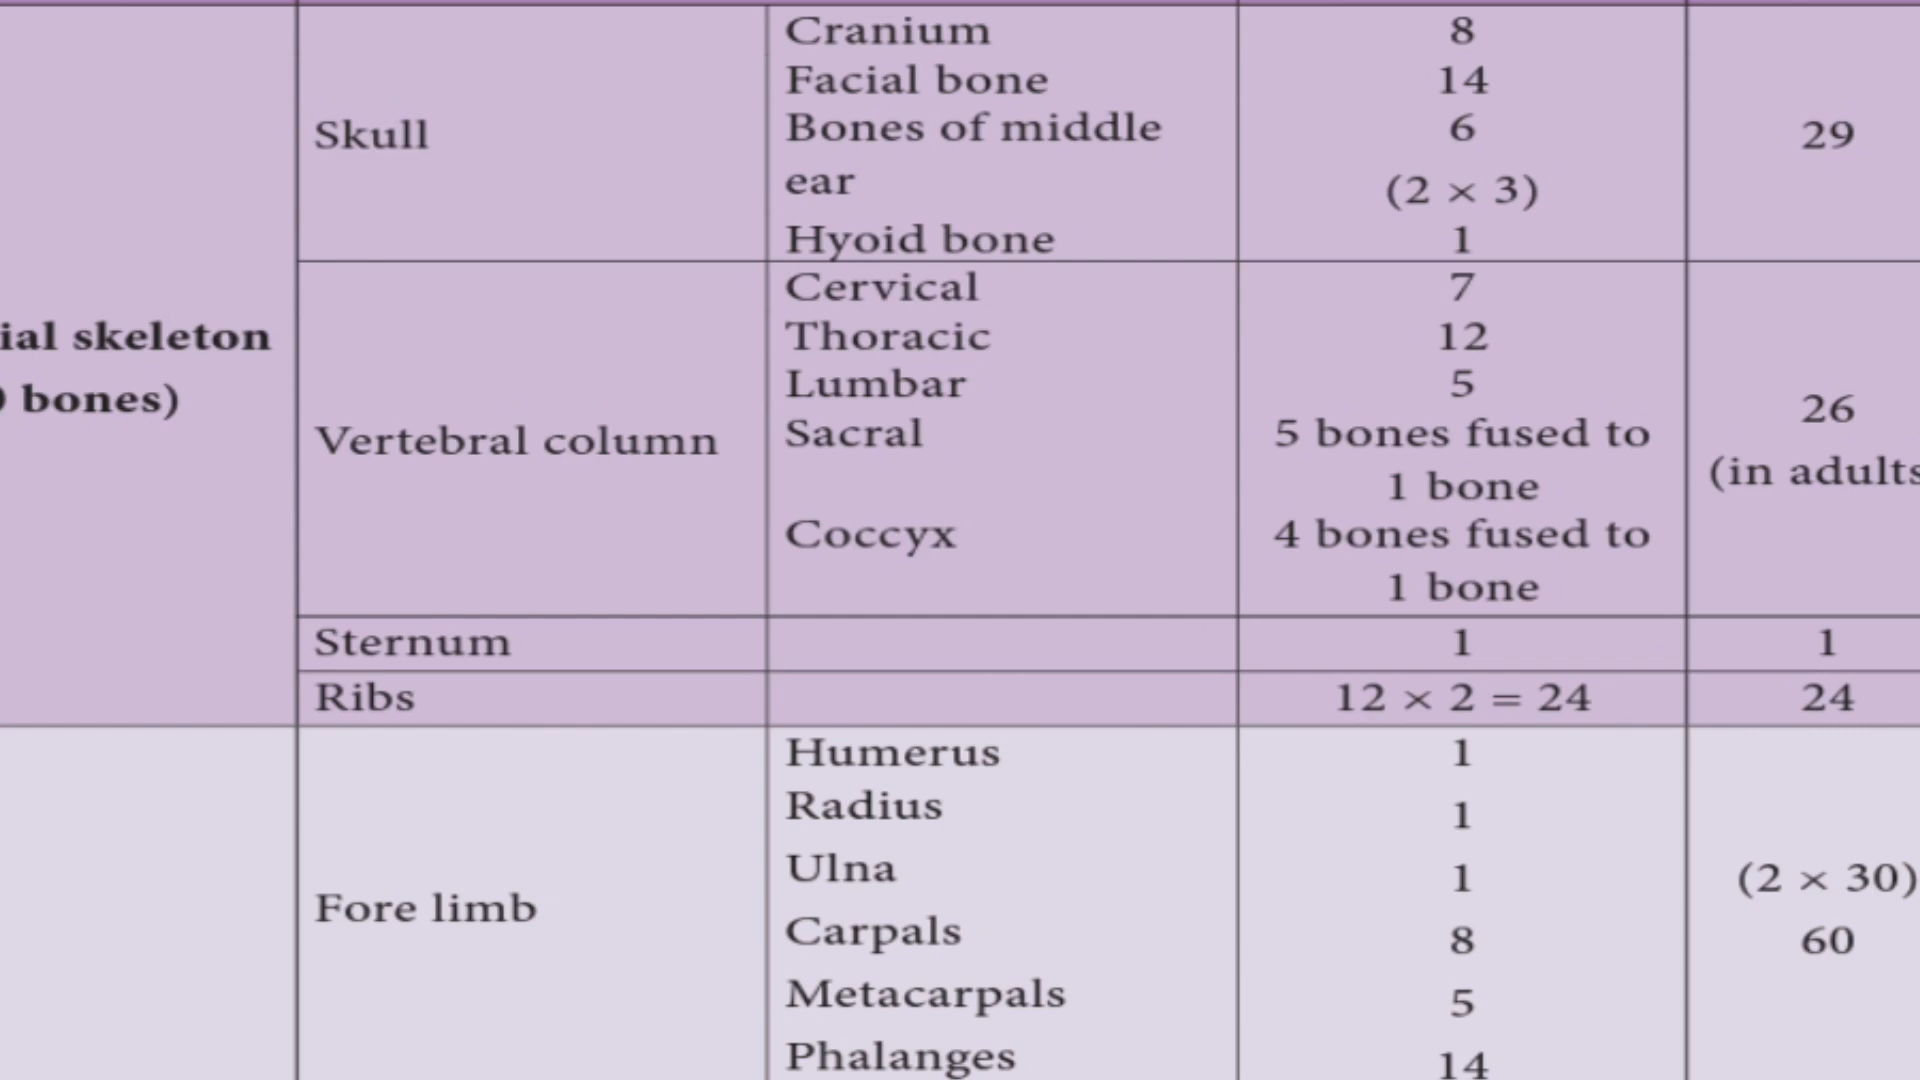 Cranium 8
Facial bone 14
Bones of middle 6
Skull 29
ear (2 × 3)
Hyoid bone 1
Cervical 7
ial skeleton Thoracic 12
Lumbar 5
bones) 26
Vertebral column Sacral 5 bones fused to
(in adults
1 bone
Coccyx 4 bones fused to
1 bone
Sternum 1 1
Ribs 12 × 2 = 24 24
Humerus 1
Radius 1
Ulna 1 (2 × 30)
Fore limb
Carpals 8 60
Metacarpals 5
Phalanges 14